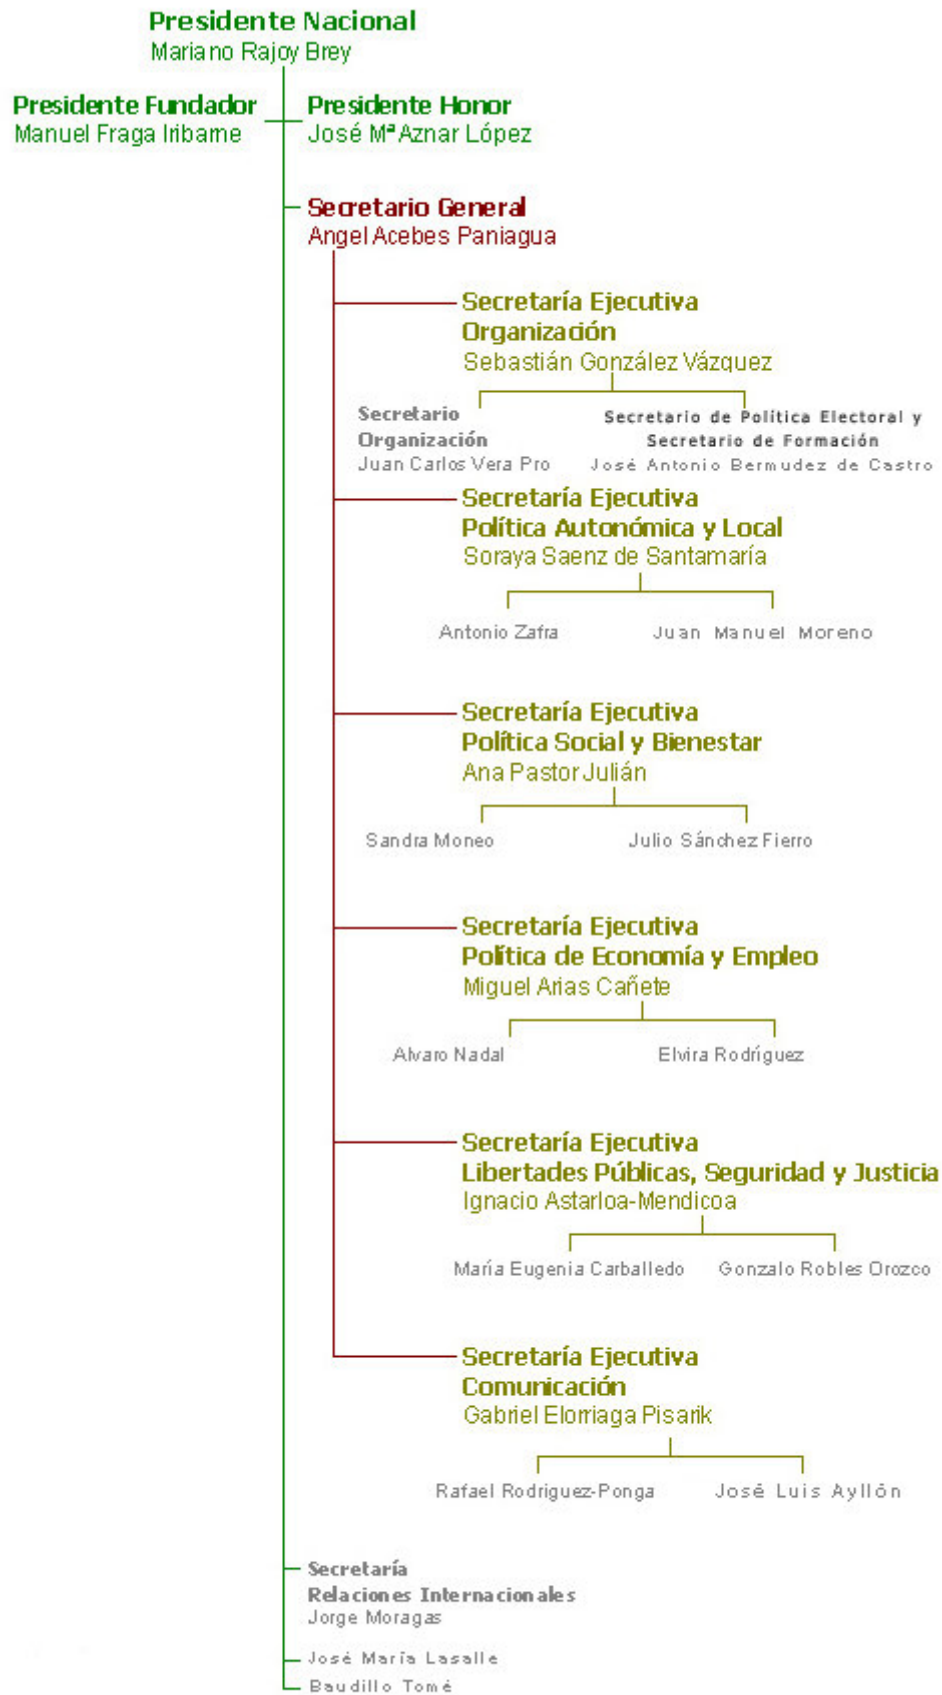 Presidente Nacional
Mariano Rajoy Brey
Presidente Fundador
Manuel Fraga Iribarne
Presidente Honor
José Mª Aznar López
Secretario General
Angel Acebes Paniagua
Secretaría Ejecutiva
Organización
Sebastián González Vázquez
Secretario
Organización
Juan Carlos Vera Pro
Secretario de Política Electoral y
Secretario de Formación
José Antonio Bermudez de Castro
Secretaría Ejecutiva
Política Autonómica y Local
Soraya Saenz de Santamaría
Antonio Zafra
Juan Manuel Moreno
Secretaría Ejecutiva
Política Social y Bienestar
Ana Pastor Julián
Sandra Moneo
Julio Sánchez Fierro
Secretaría Ejecutiva
Política de Economía y Empleo
Miguel Arias Cañete
Alvaro Nadal
Elvira Rodríguez
Secretaría Ejecutiva
Libertades Públicas, Seguridad y Justicia
Ignacio Astarloa-Mendicoa
María Eugenia Carballedo
Gonzalo Robles Orozco
Secretaría Ejecutiva
Comunicación
Gabriel Elorriaga Pisarik
Rafael Rodriguez-Ponga
José Luis Ayllón
Secretaría
Relaciones Internacionales
Jorge Moragas
José María Lasalle
Baudillo Tomé